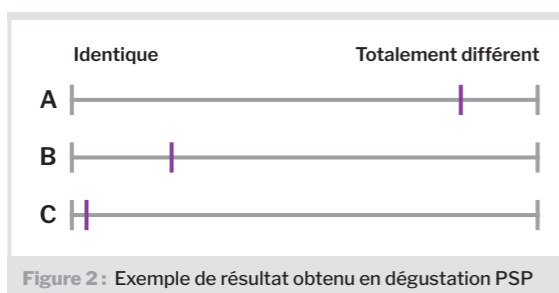 Identique Totalement différent
A
B
C
Figure 2 : Exemple de résultat obtenu en dégustation PSP